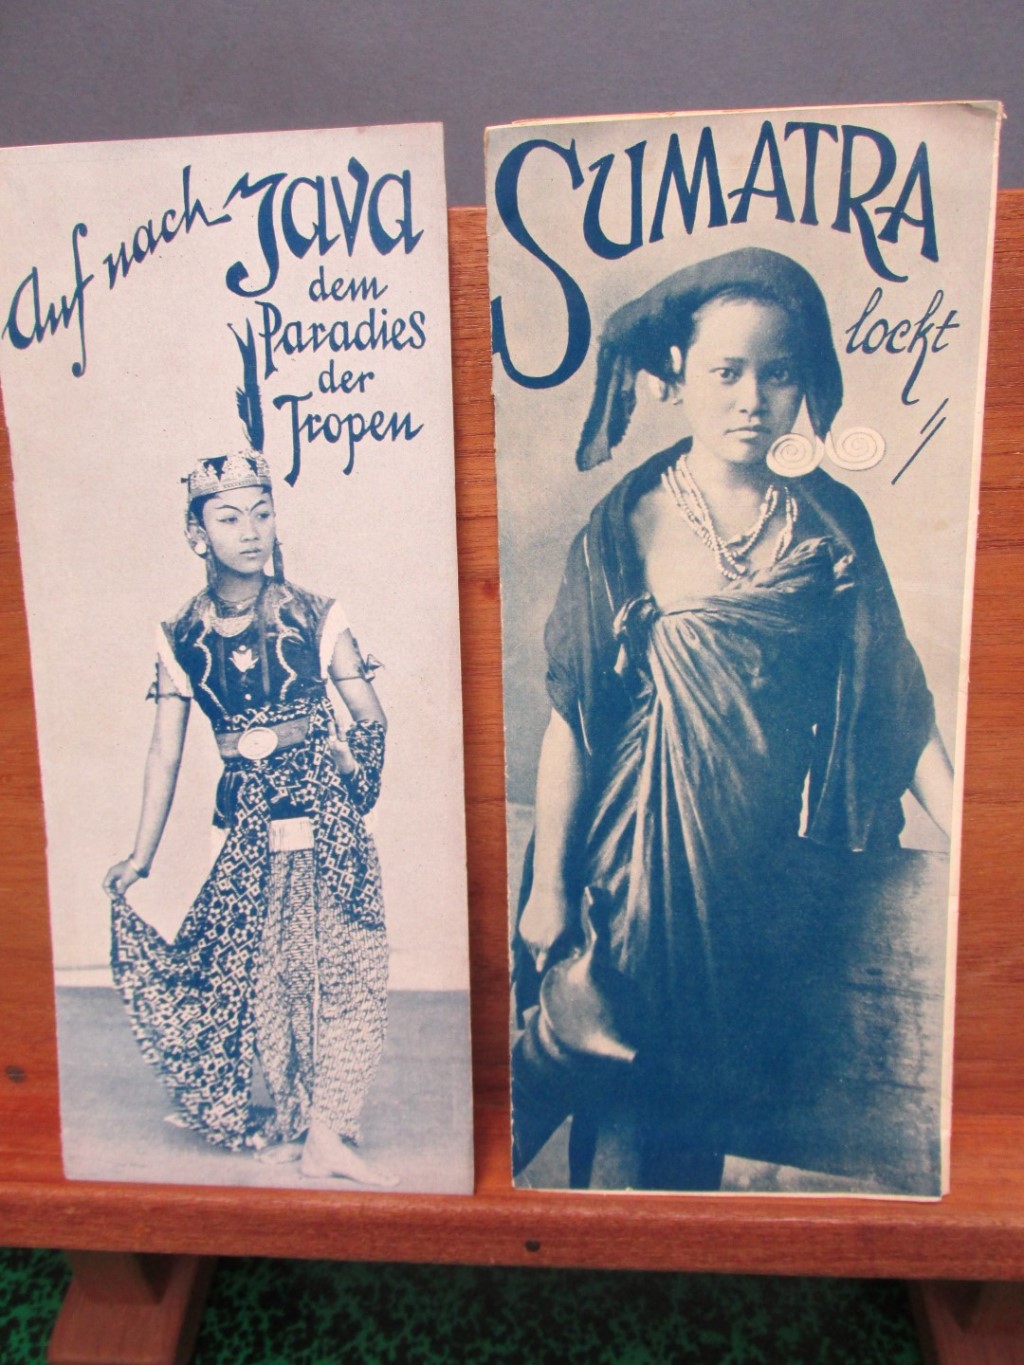 Auf nach Java
dem
Paradies
der
Tropen
SUMATRA
lockt